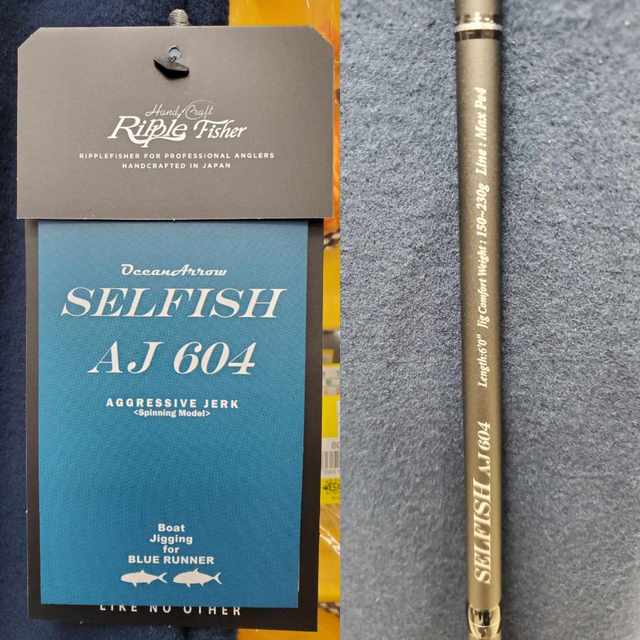 Hand Craft
Ripple Fisher
RIPPLEFISHER FOR PROFESSIONAL ANGLERS
HANDCRAFTED IN JAPAN
OceanArrow
SELFISH
AJ 604
AGGRESSIVE JERK
<Spinning Model>
Boat
Jigging
for
BLUE RUNNER
LIKE NO OTHER
SELFISH AJ 604 Length:6'0" Jig Comfort Weight : 150~230g Line : Max Pe4